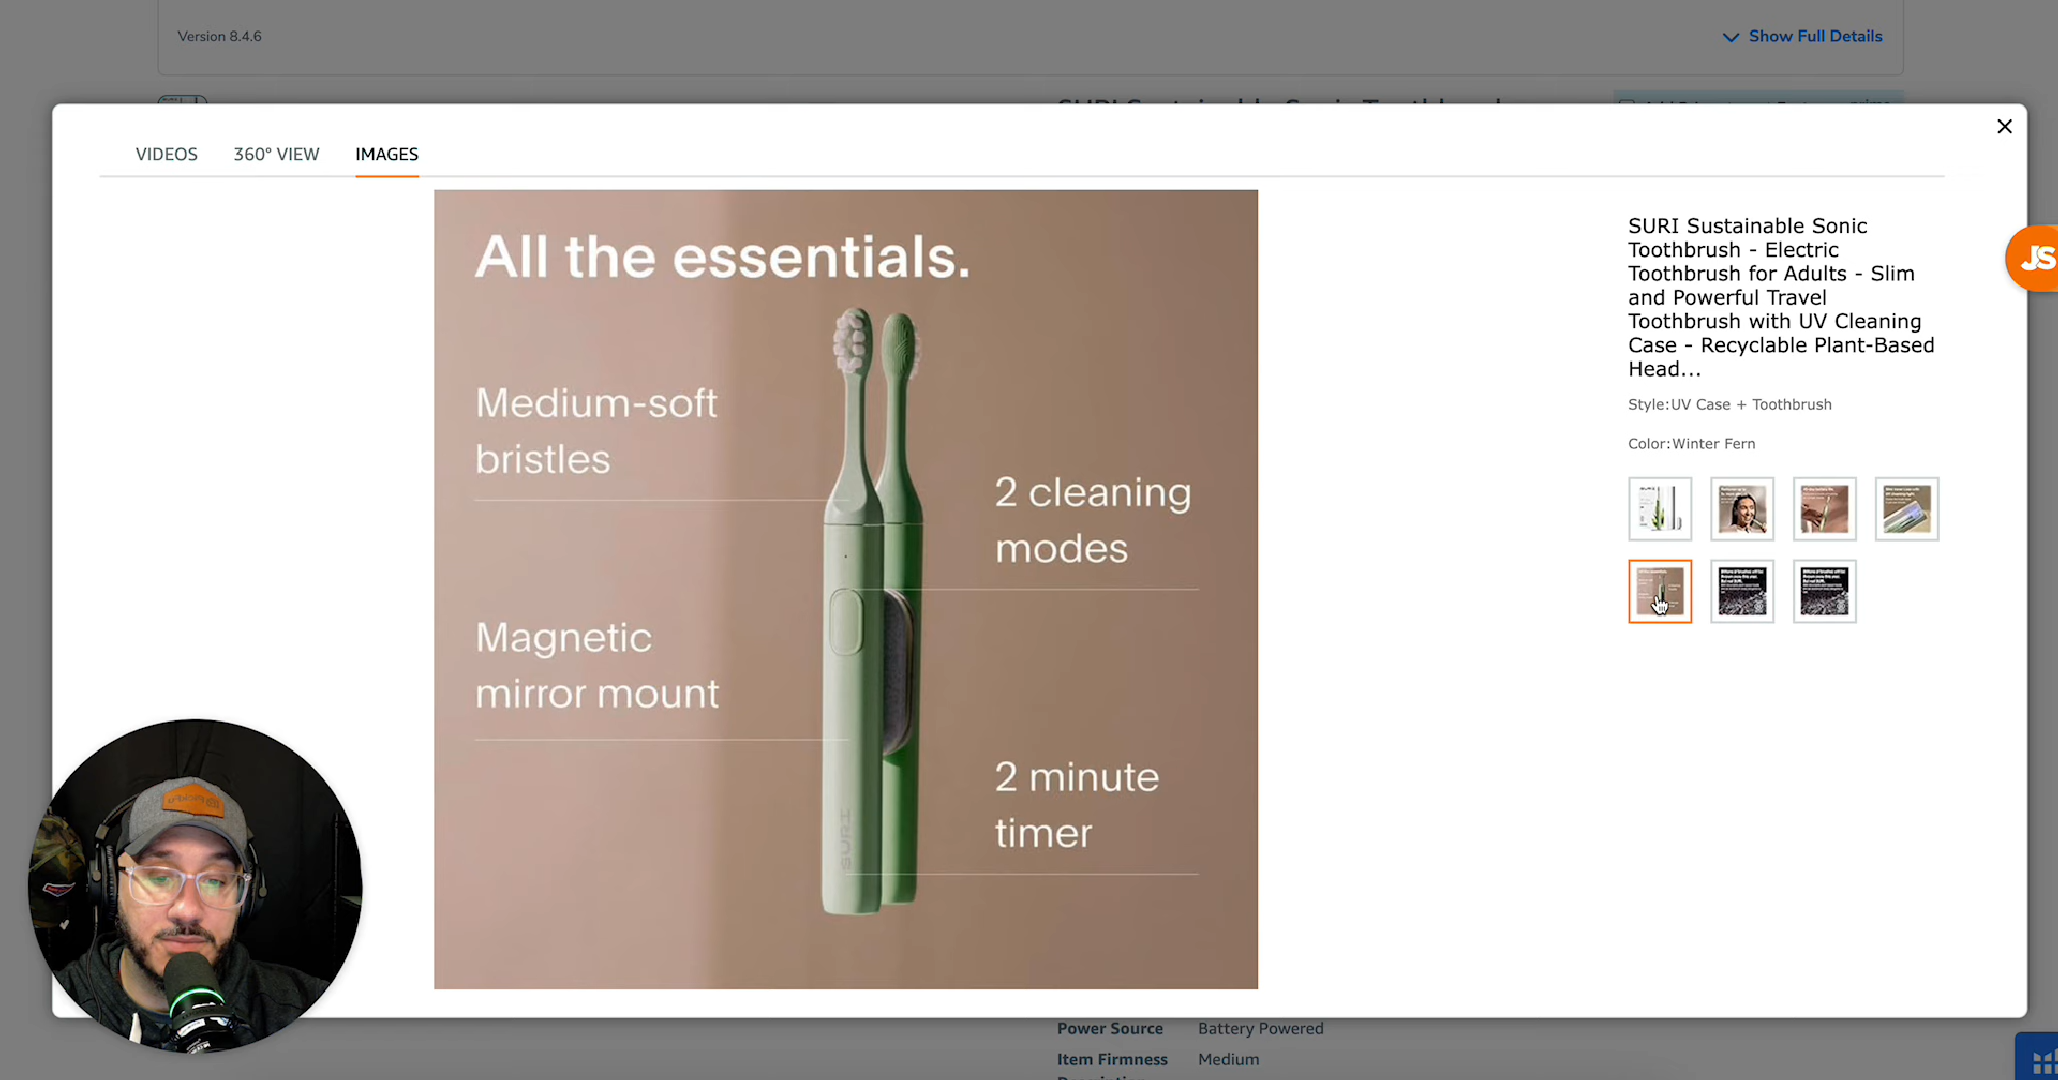 Version 8.4.6
Show Full Details
VIDEOS
360° VIEW
IMAGES
All the essentials.
Medium-soft
bristles
2 cleaning
modes
Magnetic
mirror mount
2 minute
timer
SURI
SURI Sustainable Sonic
Toothbrush - Electric
Toothbrush for Adults - Slim
and Powerful Travel
Toothbrush with UV Cleaning
Case - Recyclable Plant-Based
Head...
Style: UV Case + Toothbrush
Color: Winter Fern
JS
Power Source Battery Powered
Item Firmness Medium